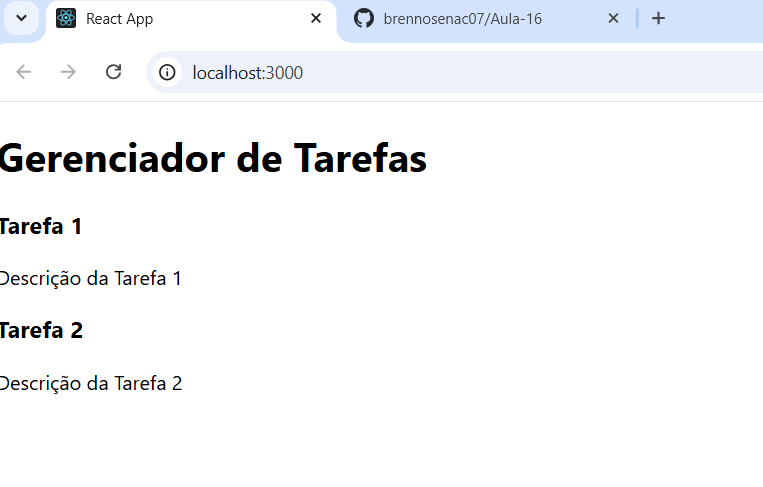 React App
brennosenac07/Aula-16
localhost:3000
Gerenciador de Tarefas
Tarefa 1
Descrição da Tarefa 1
Tarefa 2
Descrição da Tarefa 2